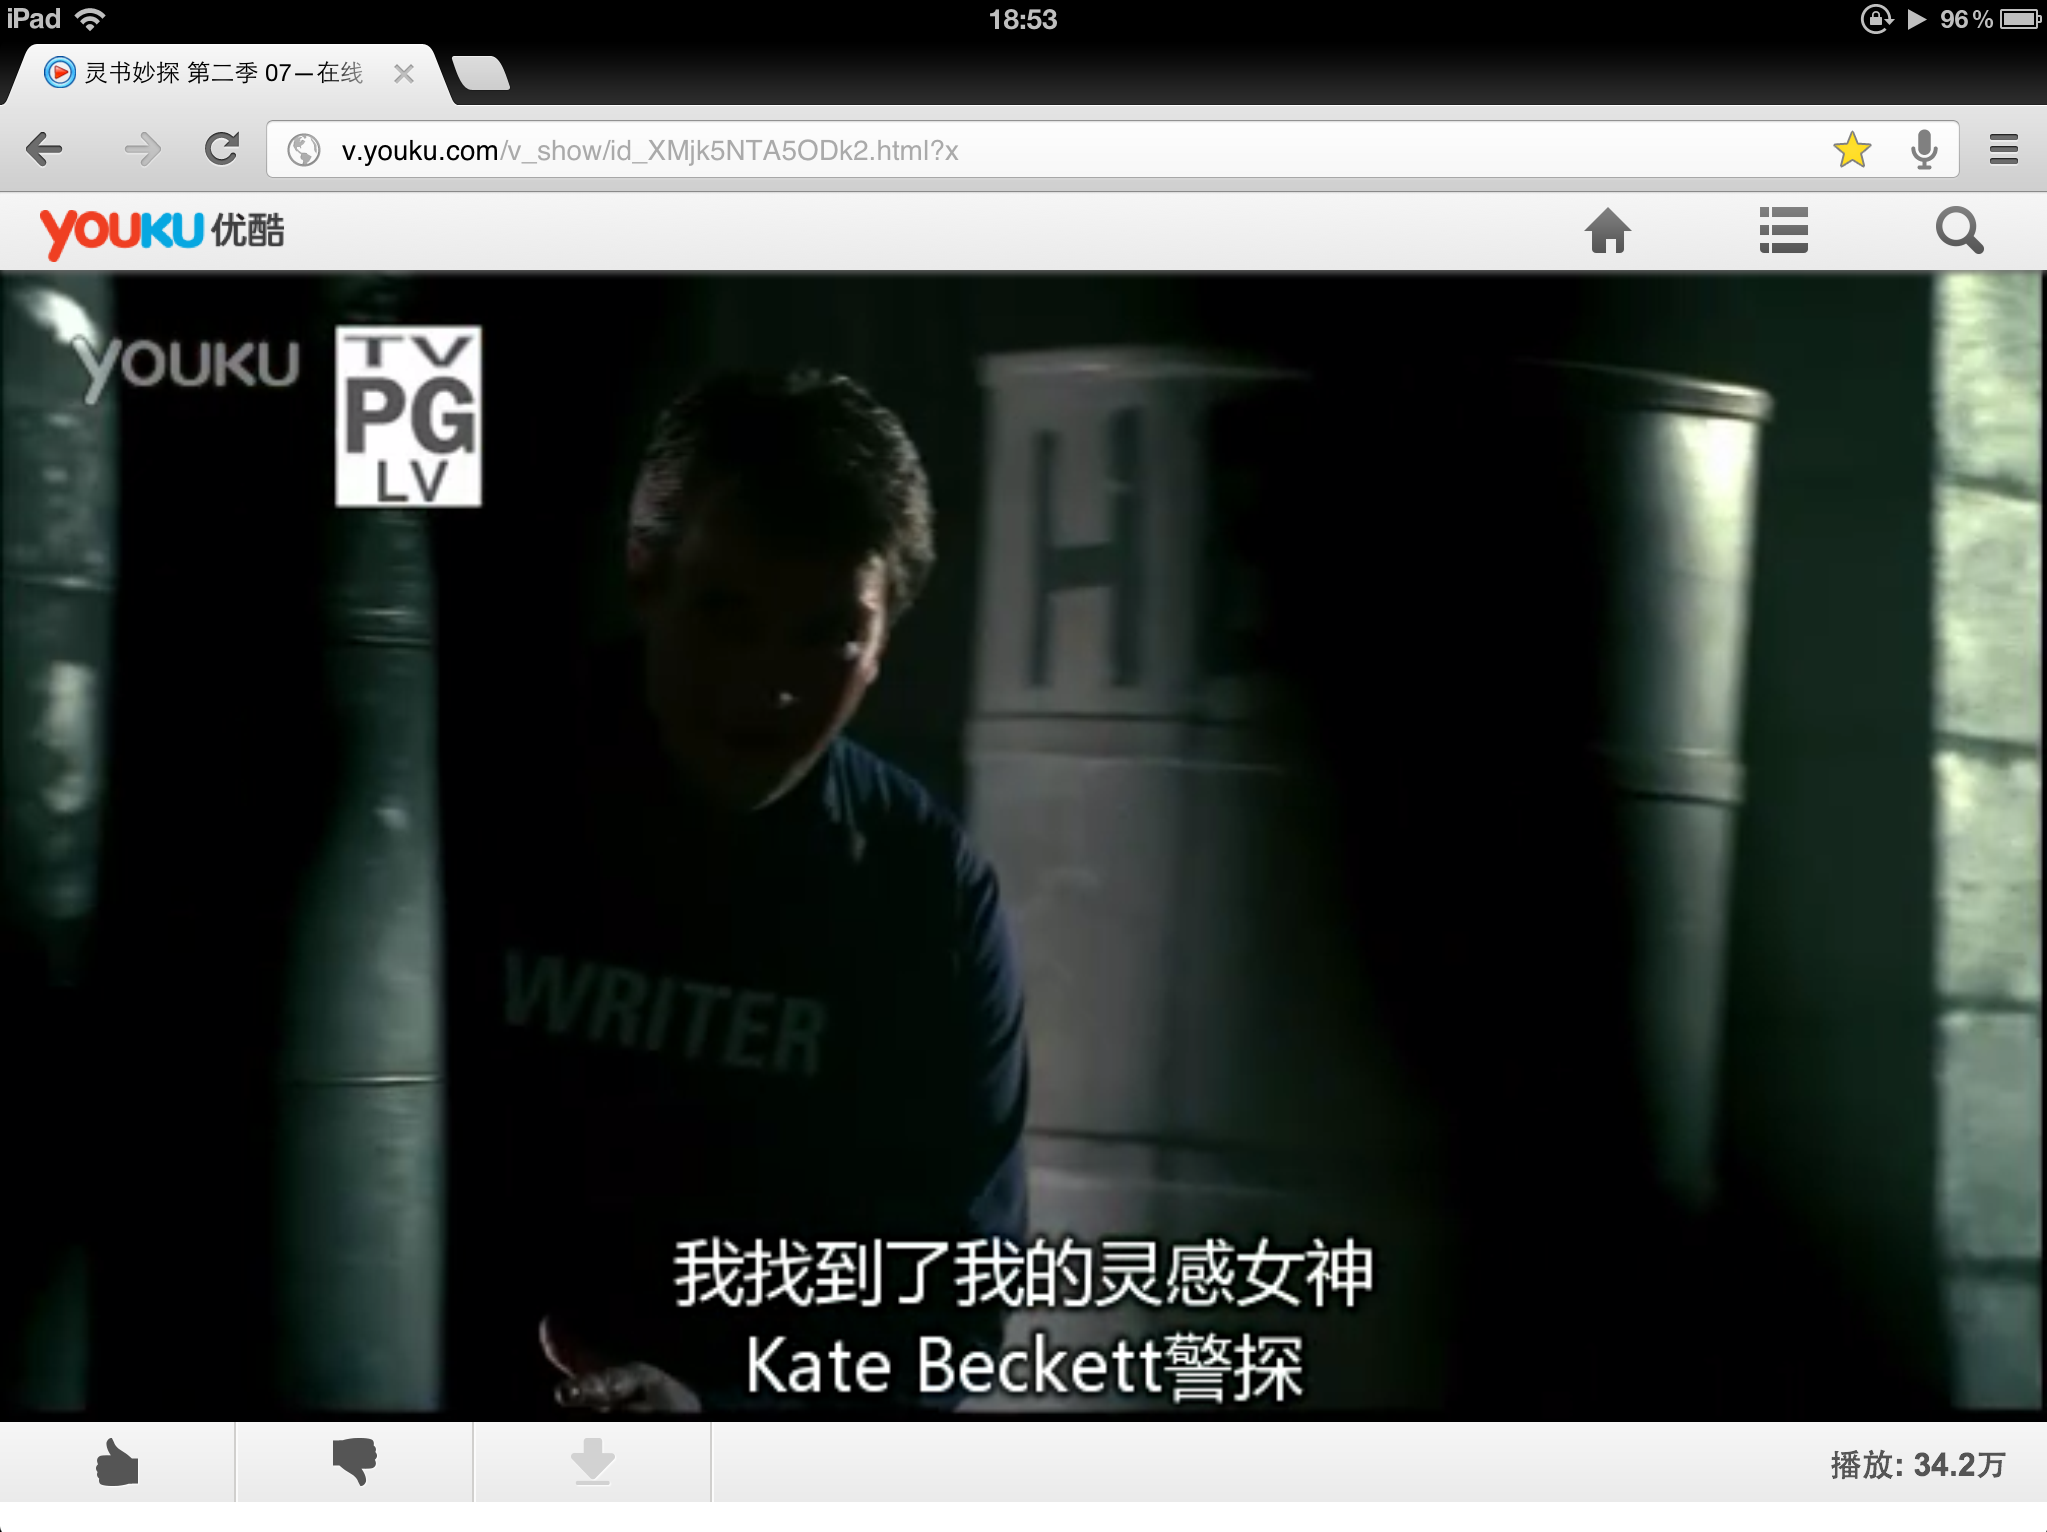 iPad
18:53
96%
灵书妙探 第二季 07—在线
v.youku.com/v_show/id_XMjk5NTA5ODk2.html?x
YOUKU 优酷
YOUKU
TV
PG
LV
H
WRITER
我找到了我的灵感女神
Kate Beckett警探
播放: 34.2万